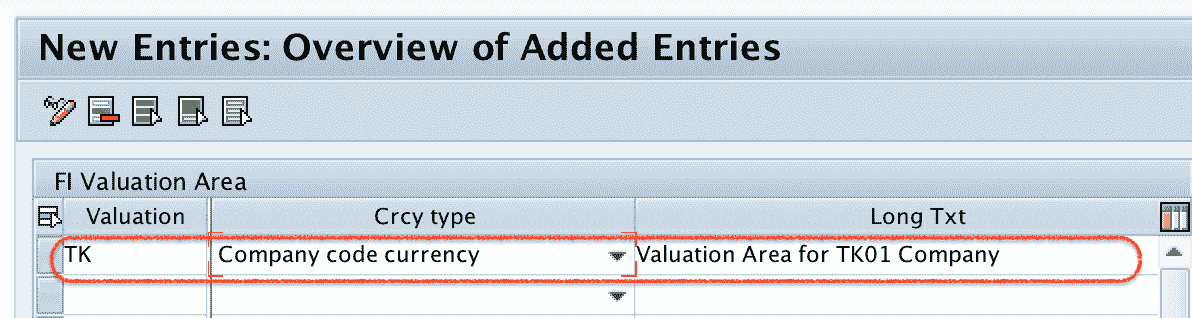 New Entries: Overview of Added Entries
FI Valuation Area
Valuation Crcy type Long Txt
TK Company code currency Valuation Area for TK01 Company